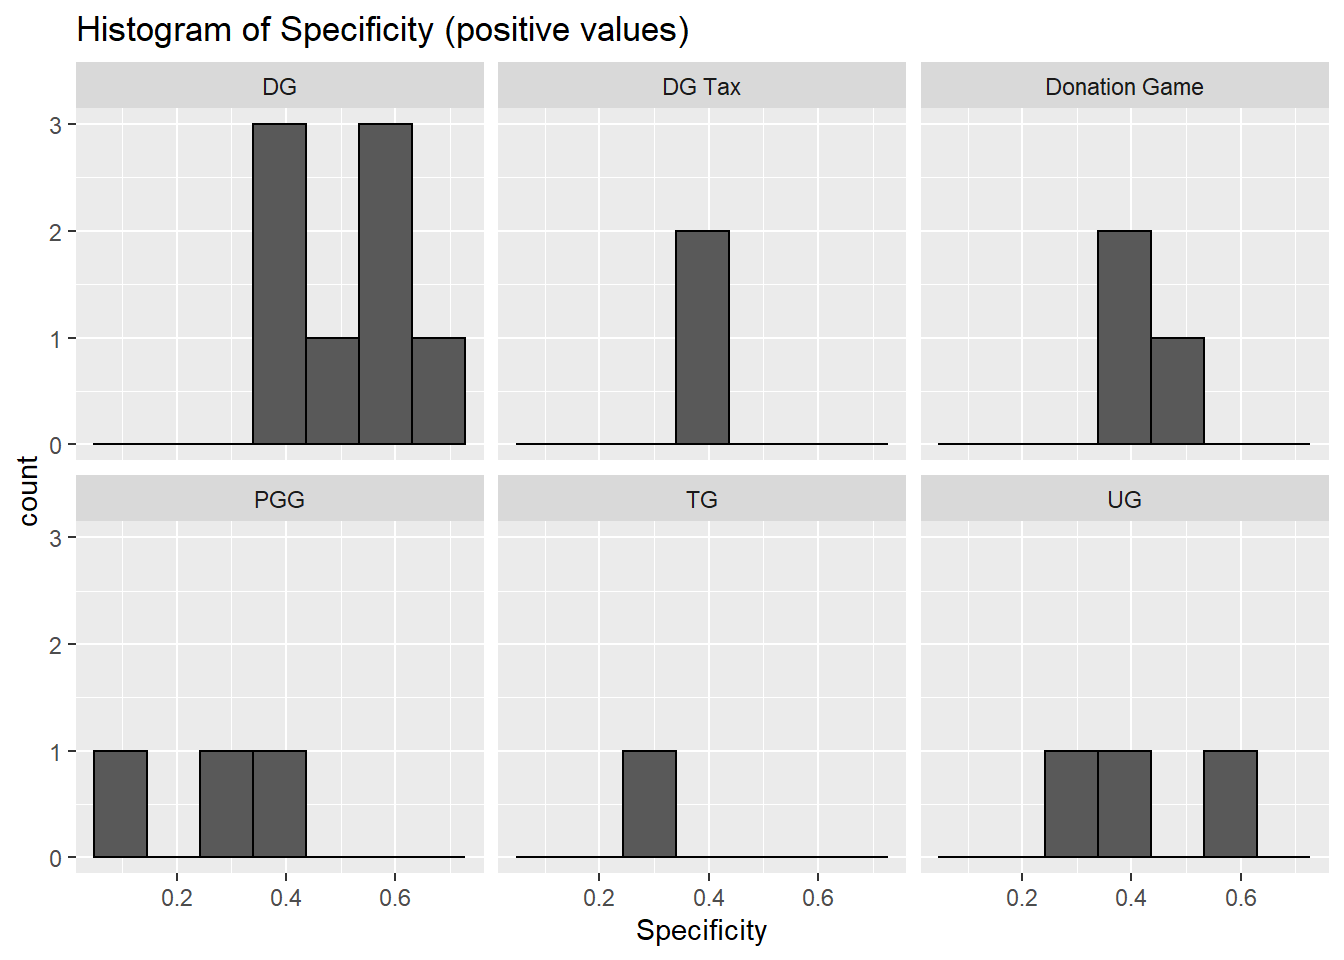 Histogram of Specificity (positive values)
DG
DG Tax
Donation Game
3
2
1
0
count
PGG
TG
UG
3
2
1
0
0.2 0.4 0.6
0.2 0.4 0.6
0.2 0.4 0.6
Specificity